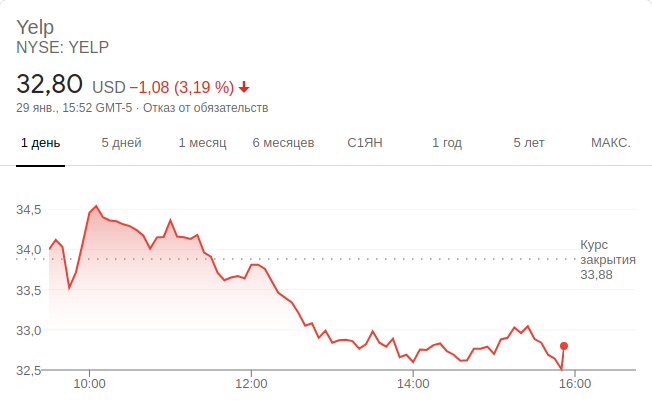 Yelp
NYSE: YELP
32,80 USD −1,08 (3,19 %)
29 янв., 15:52 GMT-5 · Отказ от обязательств
1 день 5 дней 1 месяц 6 месяцев С1ЯН 1 год 5 лет МАКС.
34,5
34,0
33,5
33,0
32,5
Курс
закрытия
33,88
10:00 12:00 14:00 16:00